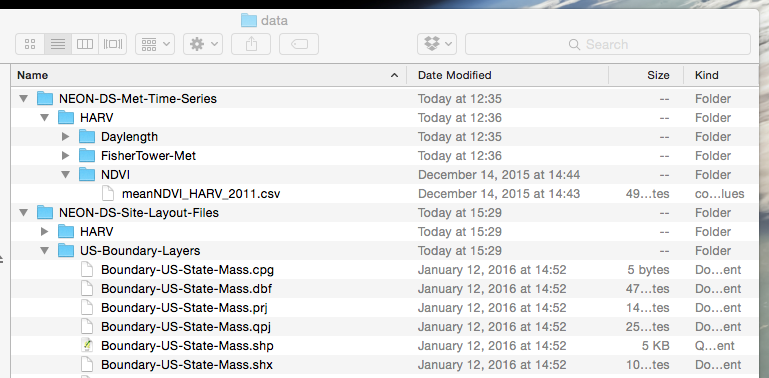 data
Search
Name Date Modified Size Kind
NEON-DS-Met-Time-Series Today at 12:35 -- Folder
HARV Today at 12:36 -- Folder
Daylength Today at 12:35 -- Folder
FisherTower-Met Today at 12:36 -- Folder
NDVI December 14, 2015 at 14:44 -- Folder
meanNDVI_HARV_2011.csv December 14, 2015 at 14:43 49...tes co...lues
NEON-DS-Site-Layout-Files Today at 15:29 -- Folder
HARV Today at 15:29 -- Folder
US-Boundary-Layers Today at 15:29 -- Folder
Boundary-US-State-Mass.cpg January 12, 2016 at 14:52 5 bytes Do...ent
Boundary-US-State-Mass.dbf January 12, 2016 at 14:52 47...tes Do...ent
Boundary-US-State-Mass.prj January 12, 2016 at 14:52 14...tes Do...ent
Boundary-US-State-Mass.qpj January 12, 2016 at 14:52 25...tes Do...ent
Boundary-US-State-Mass.shp January 12, 2016 at 14:52 5 KB Q...ent
Boundary-US-State-Mass.shx January 12, 2016 at 14:52 10...tes Do...ent